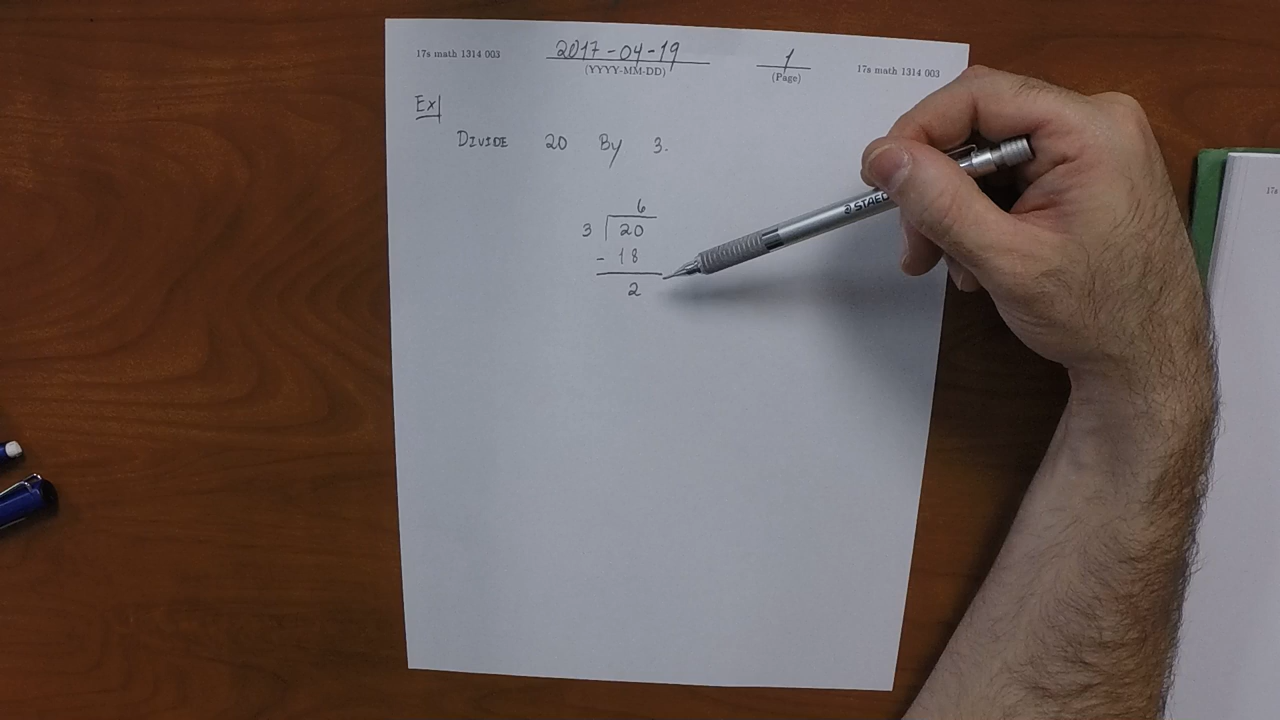 17s math 1314 003 2017-04-19 1 17s math 1314 003
(YYYY-MM-DD) (Page)
Ex
DIVIDE 20 By 3.
6
3 20
- 18
2
STAED
17s